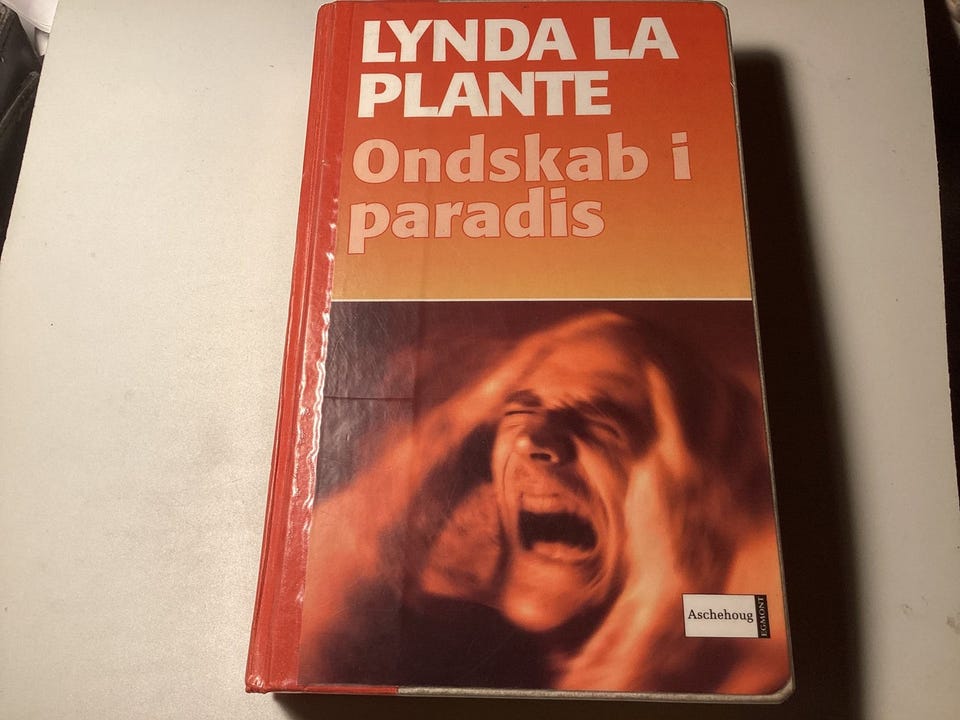 LYNDA LA
PLANTE
Ondskab i
paradis
Aschehoug
EGMONT